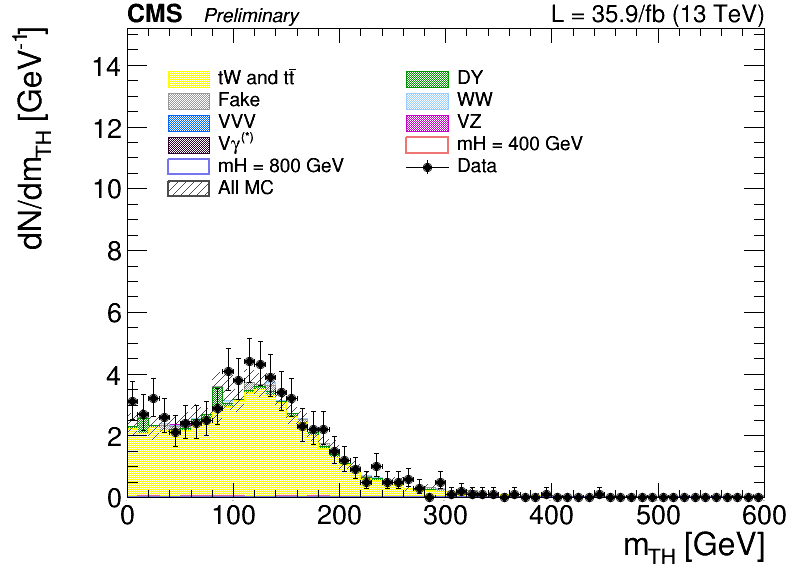 CMS Preliminary L = 35.9/fb (13 TeV)
dN/dm_TH [GeV⁻¹]
14
12
10
8
6
4
2
0
tW and tt̄
Fake
VVV
Vγ(*)
mH = 800 GeV
All MC
DY
WW
VZ
mH = 400 GeV
Data
0 100 200 300 400 500 600
m_TH [GeV]